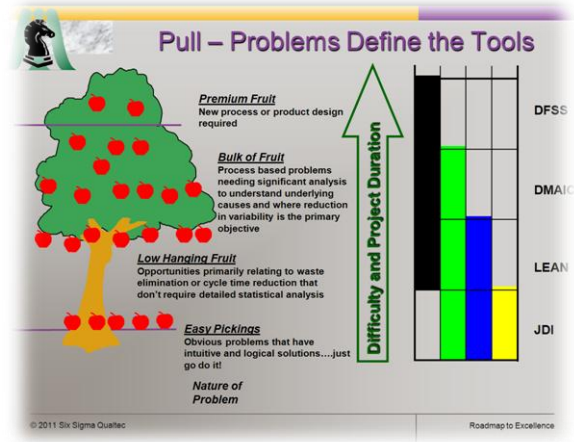 Pull – Problems Define the Tools
Premium Fruit
New process or product design
required
Bulk of Fruit
Process based problems
needing significant analysis
to understand underlying
causes and where reduction
in variability is the primary
objective
Low Hanging Fruit
Opportunities primarily relating to waste
elimination or cycle time reduction that
don't require detailed statistical analysis
Easy Pickings
Obvious problems that have
intuitive and logical solutions….just
go do it!
Nature of
Problem
Difficulty and Project Duration
DFSS
DMAIC
LEAN
JDI
© 2011 Six Sigma Qualtec
Roadmap to Excellence